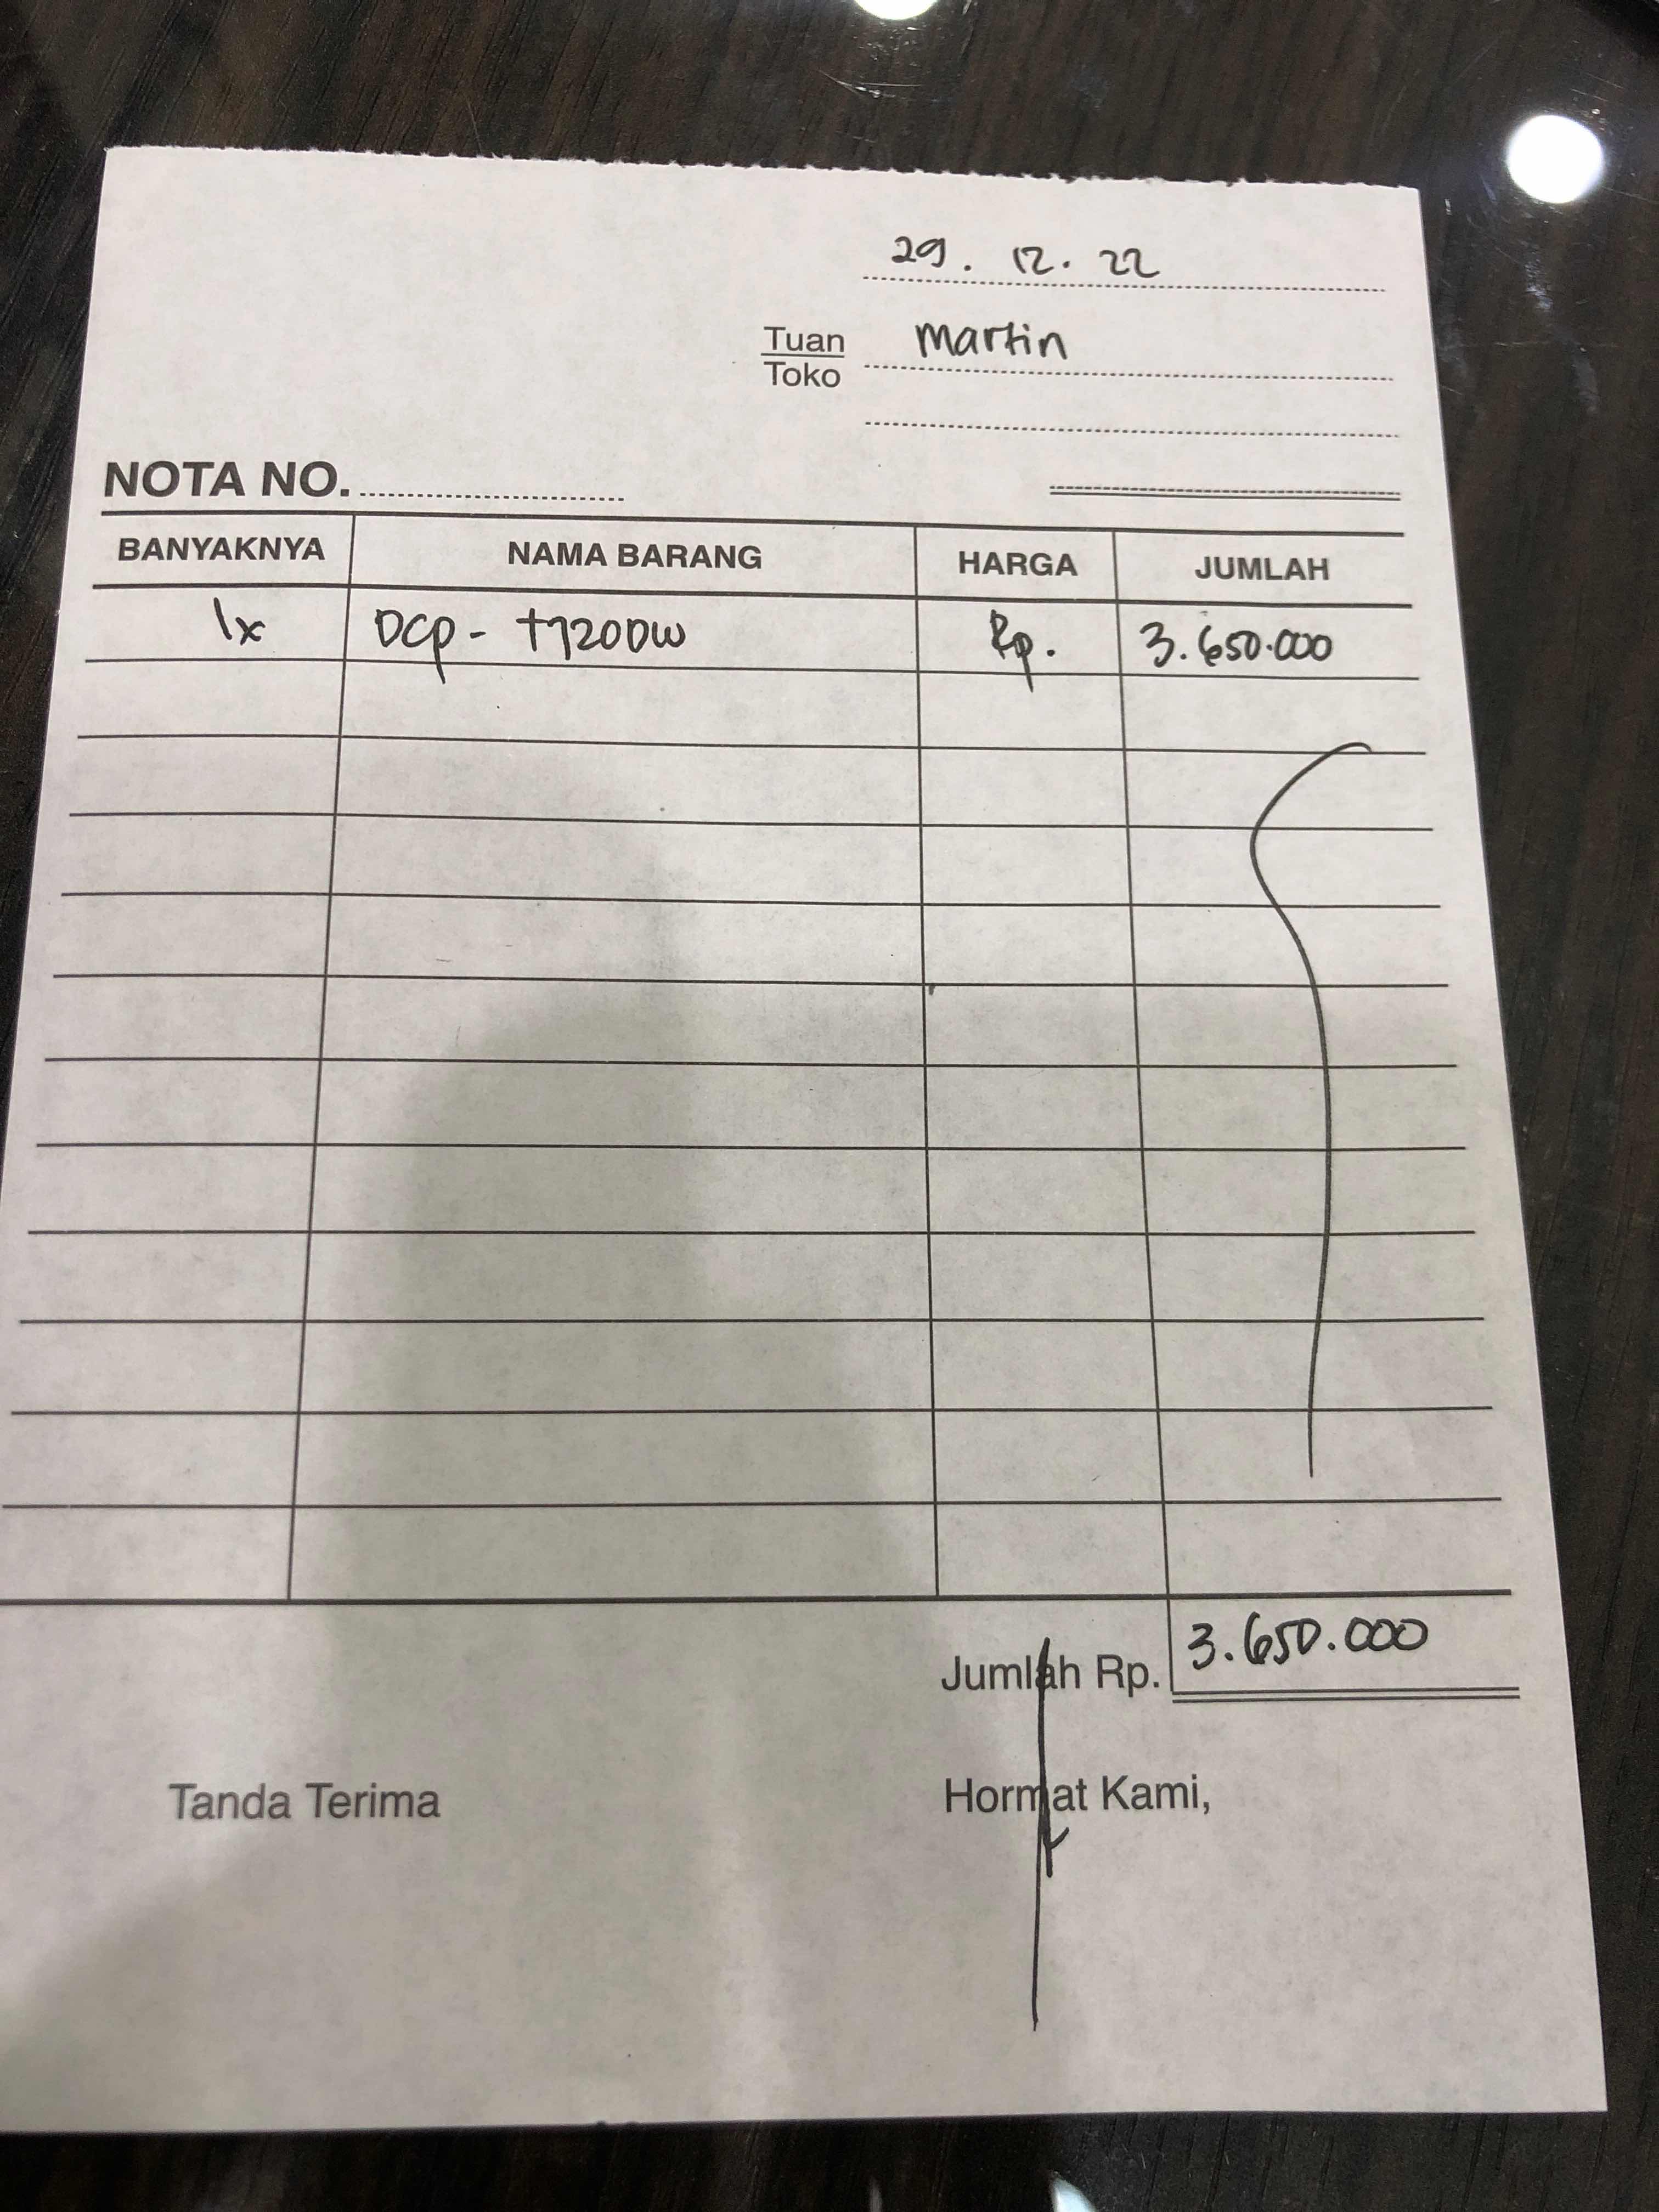 29. 12. 22
Tuan martin
Toko
NOTA NO.
BANYAKNYA NAMA BARANG HARGA JUMLAH
1x DCp- t720DW Rp. 3.650.000
Jumlah Rp. 3.650.000
Tanda Terima Hormat Kami,